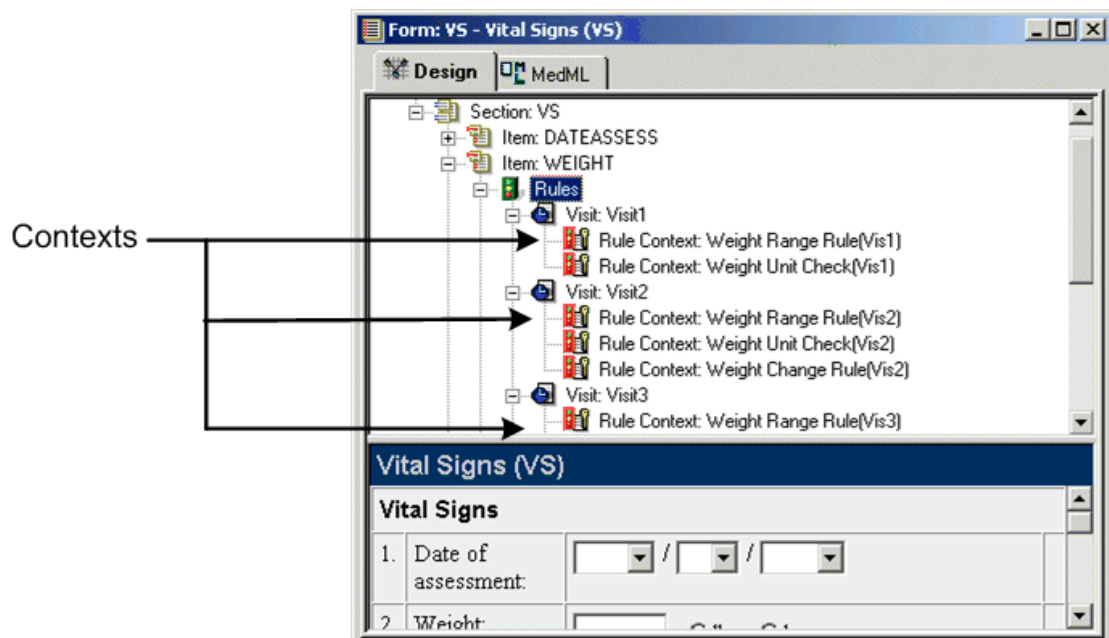 Form: VS - Vital Signs (VS)
Design MedML
Section: VS
Item: DATEASSESS
Item: WEIGHT
Rules
Visit: Visit1
Contexts
Rule Context: Weight Range Rule(Vis1)
Rule Context: Weight Unit Check(Vis1)
Visit: Visit2
Rule Context: Weight Range Rule(Vis2)
Rule Context: Weight Unit Check(Vis2)
Rule Context: Weight Change Rule(Vis2)
Visit: Visit3
Rule Context: Weight Range Rule(Vis3)
Vital Signs (VS)
Vital Signs
1. Date of assessment: / /
2. Weight: